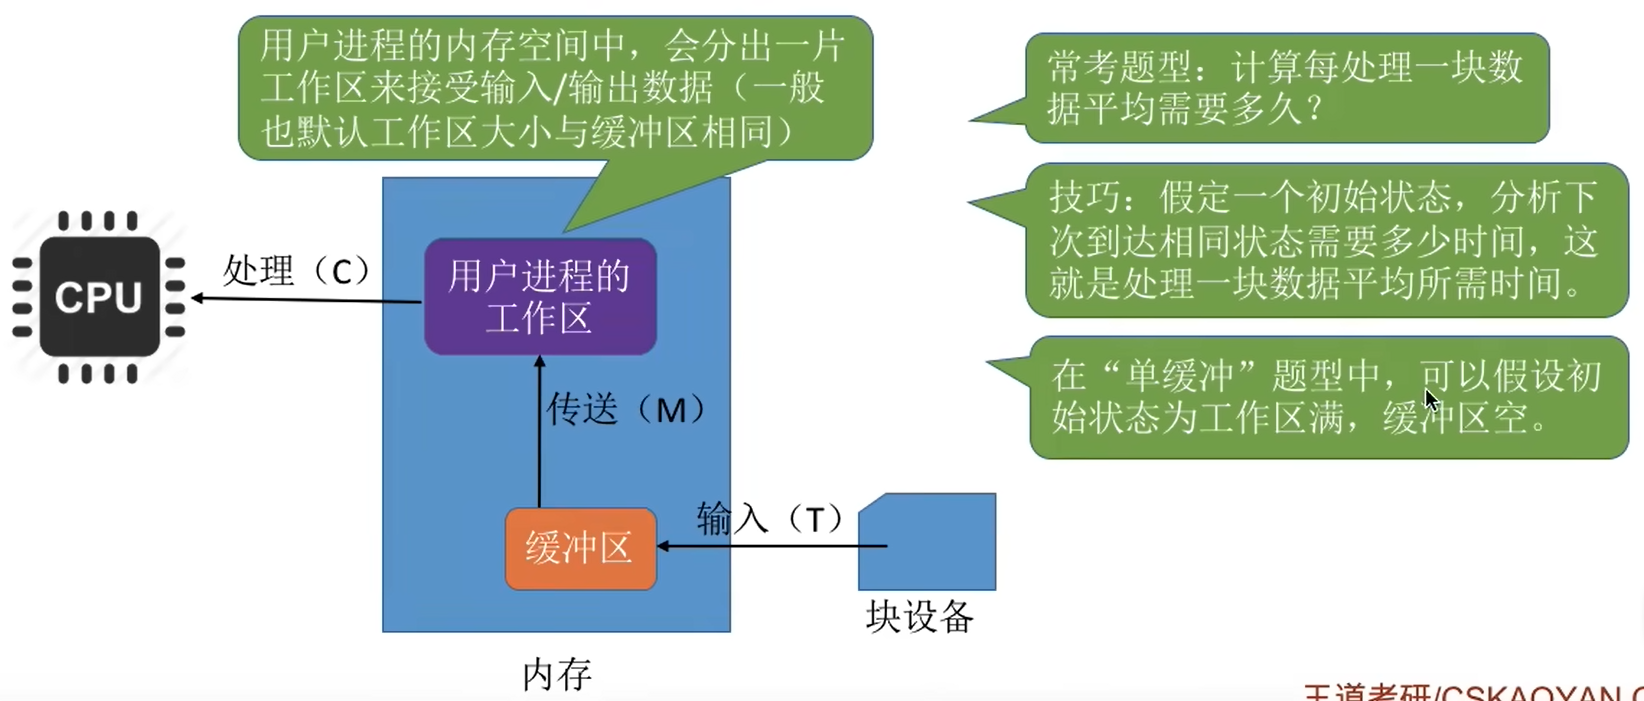 用户进程的内存空间中，会分出一片
工作区来接受输入/输出数据（一般
也默认工作区大小与缓冲区相同）
常考题型：计算每处理一块数
据平均需要多久？
技巧：假定一个初始状态，分析下
次到达相同状态需要多少时间，这
就是处理一块数据平均所需时间。
在“单缓冲”题型中，可以假设初
始状态为工作区满，缓冲区空。
CPU
处理（C）
用户进程的
工作区
传送（M）
缓冲区
输入（T）
块设备
内存
王道考研/CSKAOYAN.C